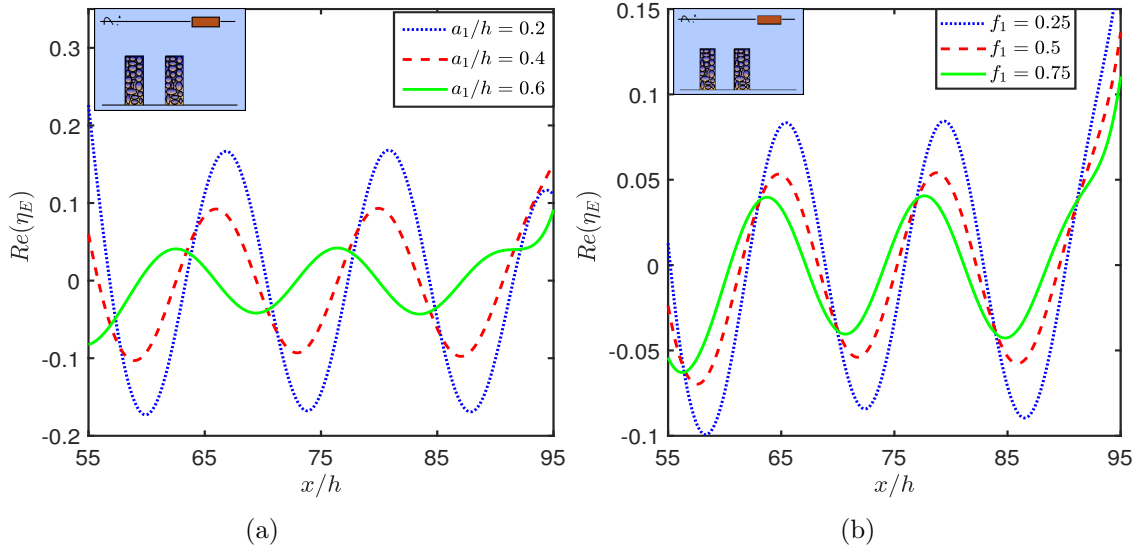 0.3
0.2
0.1
0
-0.1
-0.2
Re(η_E)
55
65
75
85
95
x/h
a_1/h = 0.2
a_1/h = 0.4
a_1/h = 0.6
(a)
0.15
0.1
0.05
0
-0.05
-0.1
Re(η_E)
55
65
75
85
95
x/h
f_1 = 0.25
f_1 = 0.5
f_1 = 0.75
(b)